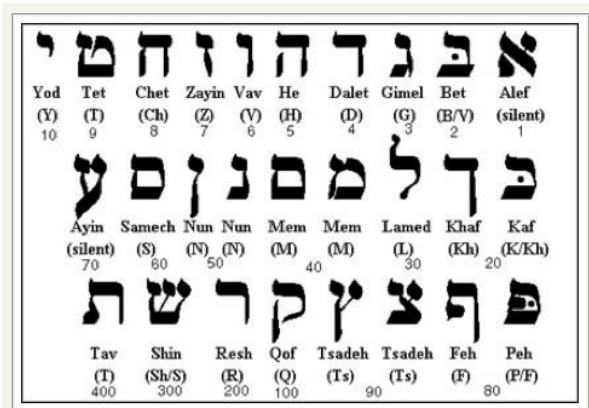 א בּ ג ד ה ו ז ח ט י
Yod Tet Chet Zayin Vav He Dalet Gimel Bet Alef
(Y) (T) (Ch) (Z) (V) (H) (D) (G) (B/V) (silent)
10 9 8 7 6 5 4 3 2 1
כּ ך ל מ ם נ ן ס ע
Ayin Samech Nun Nun Mem Mem Lamed Khaf Kaf
(silent) (S) (N) (N) (M) (M) (L) (Kh) (K/Kh)
70 60 50 40 30 20
פּ ף צ ץ ק ר ש ת
Tav Shin Resh Qof Tsadeh Tsadeh Feh Peh
(T) (Sh/S) (R) (Q) (Ts) (Ts) (F) (P/F)
400 300 200 100 90 80